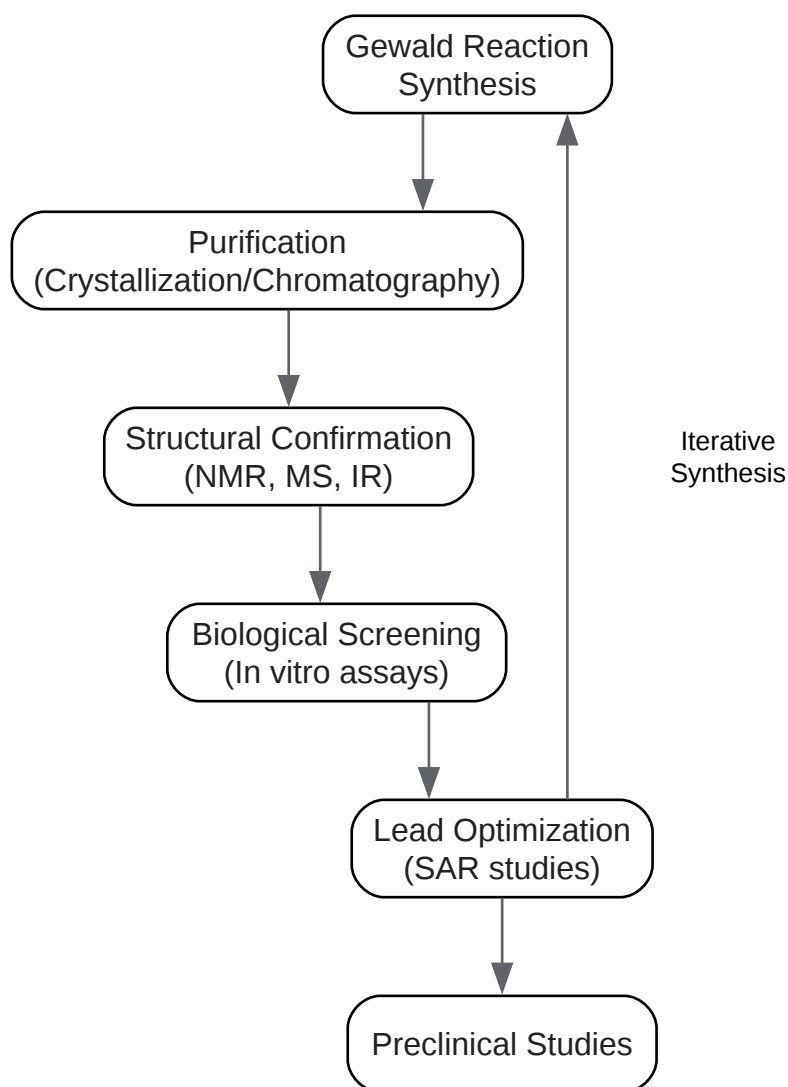 Gewald Reaction
Synthesis
Purification
(Crystallization/Chromatography)
Structural Confirmation
(NMR, MS, IR)
Iterative
Synthesis
Biological Screening
(In vitro assays)
Lead Optimization
(SAR studies)
Preclinical Studies